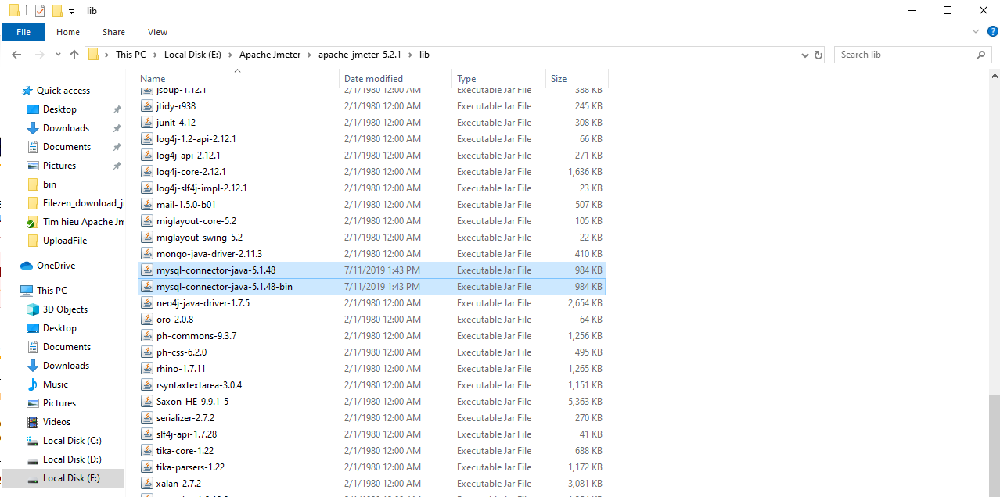 lib
File Home Share View
This PC Local Disk (E:) Apache Jmeter apache-jmeter-5.2.1 lib Search lib
Quick access
Desktop
Downloads
Documents
Pictures
bin
Filezen_download_j
Tim hieu Apache Jm
UploadFile
OneDrive
This PC
3D Objects
Desktop
Documents
Downloads
Music
Pictures
Videos
Local Disk (C:)
Local Disk (D:)
Local Disk (E:)
Name Date modified Type Size
jsoup-1.12.1 2/1/1980 12:00 AM Executable Jar File 388 KB
jtidy-r938 2/1/1980 12:00 AM Executable Jar File 245 KB
junit-4.12 2/1/1980 12:00 AM Executable Jar File 308 KB
log4j-1.2-api-2.12.1 2/1/1980 12:00 AM Executable Jar File 66 KB
log4j-api-2.12.1 2/1/1980 12:00 AM Executable Jar File 271 KB
log4j-core-2.12.1 2/1/1980 12:00 AM Executable Jar File 1,636 KB
log4j-slf4j-impl-2.12.1 2/1/1980 12:00 AM Executable Jar File 23 KB
mail-1.5.0-b01 2/1/1980 12:00 AM Executable Jar File 507 KB
miglayout-core-5.2 2/1/1980 12:00 AM Executable Jar File 105 KB
miglayout-swing-5.2 2/1/1980 12:00 AM Executable Jar File 22 KB
mongo-java-driver-2.11.3 2/1/1980 12:00 AM Executable Jar File 410 KB
mysql-connector-java-5.1.48 7/11/2019 1:43 PM Executable Jar File 984 KB
mysql-connector-java-5.1.48-bin 7/11/2019 1:43 PM Executable Jar File 984 KB
neo4j-java-driver-1.7.5 2/1/1980 12:00 AM Executable Jar File 2,654 KB
oro-2.0.8 2/1/1980 12:00 AM Executable Jar File 64 KB
ph-commons-9.3.7 2/1/1980 12:00 AM Executable Jar File 1,256 KB
ph-css-6.2.0 2/1/1980 12:00 AM Executable Jar File 495 KB
rhino-1.7.11 2/1/1980 12:00 AM Executable Jar File 1,265 KB
rsyntaxtextarea-3.0.4 2/1/1980 12:00 AM Executable Jar File 1,151 KB
Saxon-HE-9.9.1-5 2/1/1980 12:00 AM Executable Jar File 5,363 KB
serializer-2.7.2 2/1/1980 12:00 AM Executable Jar File 270 KB
slf4j-api-1.7.28 2/1/1980 12:00 AM Executable Jar File 41 KB
tika-core-1.22 2/1/1980 12:00 AM Executable Jar File 688 KB
tika-parsers-1.22 2/1/1980 12:00 AM Executable Jar File 1,172 KB
xalan-2.7.2 2/1/1980 12:00 AM Executable Jar File 3,081 KB